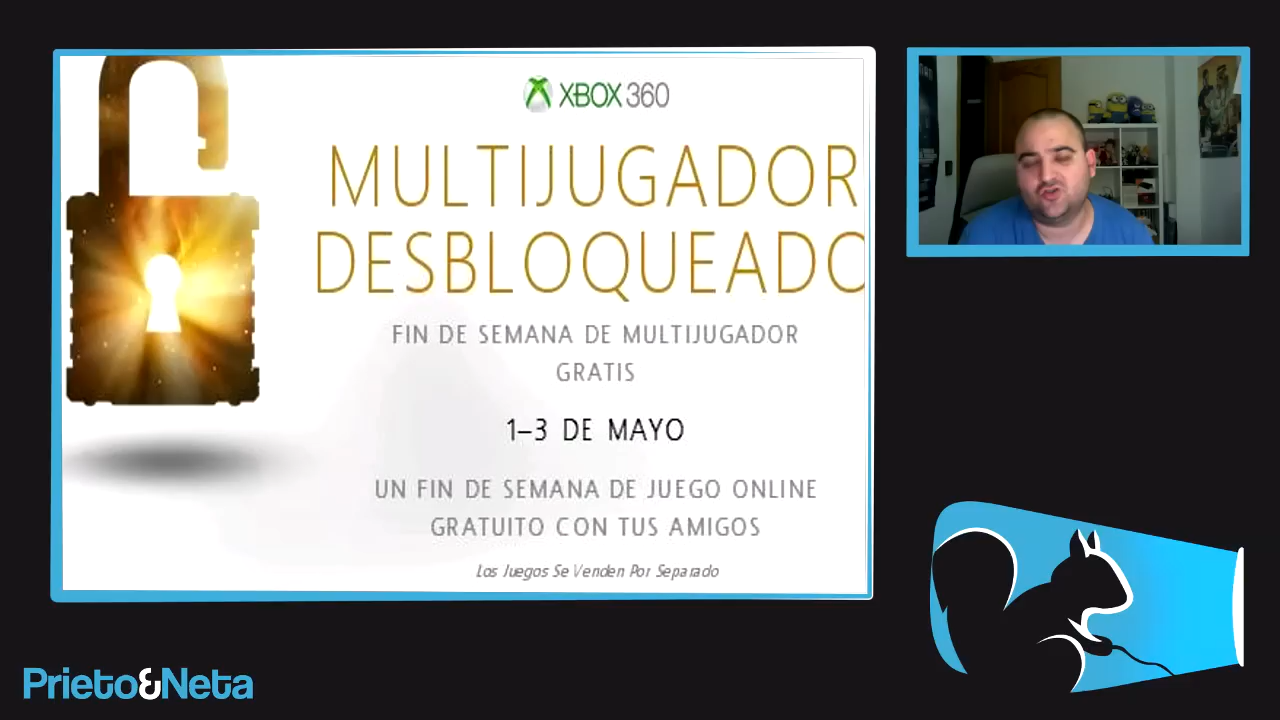 XBOX 360
MULTIJUGADOR
DESBLOQUEADO
FIN DE SEMANA DE MULTIJUGADOR
GRATIS
1–3 DE MAYO
UN FIN DE SEMANA DE JUEGO ONLINE
GRATUITO CON TUS AMIGOS
Los Juegos Se Venden Por Separado
Prieto&Neta